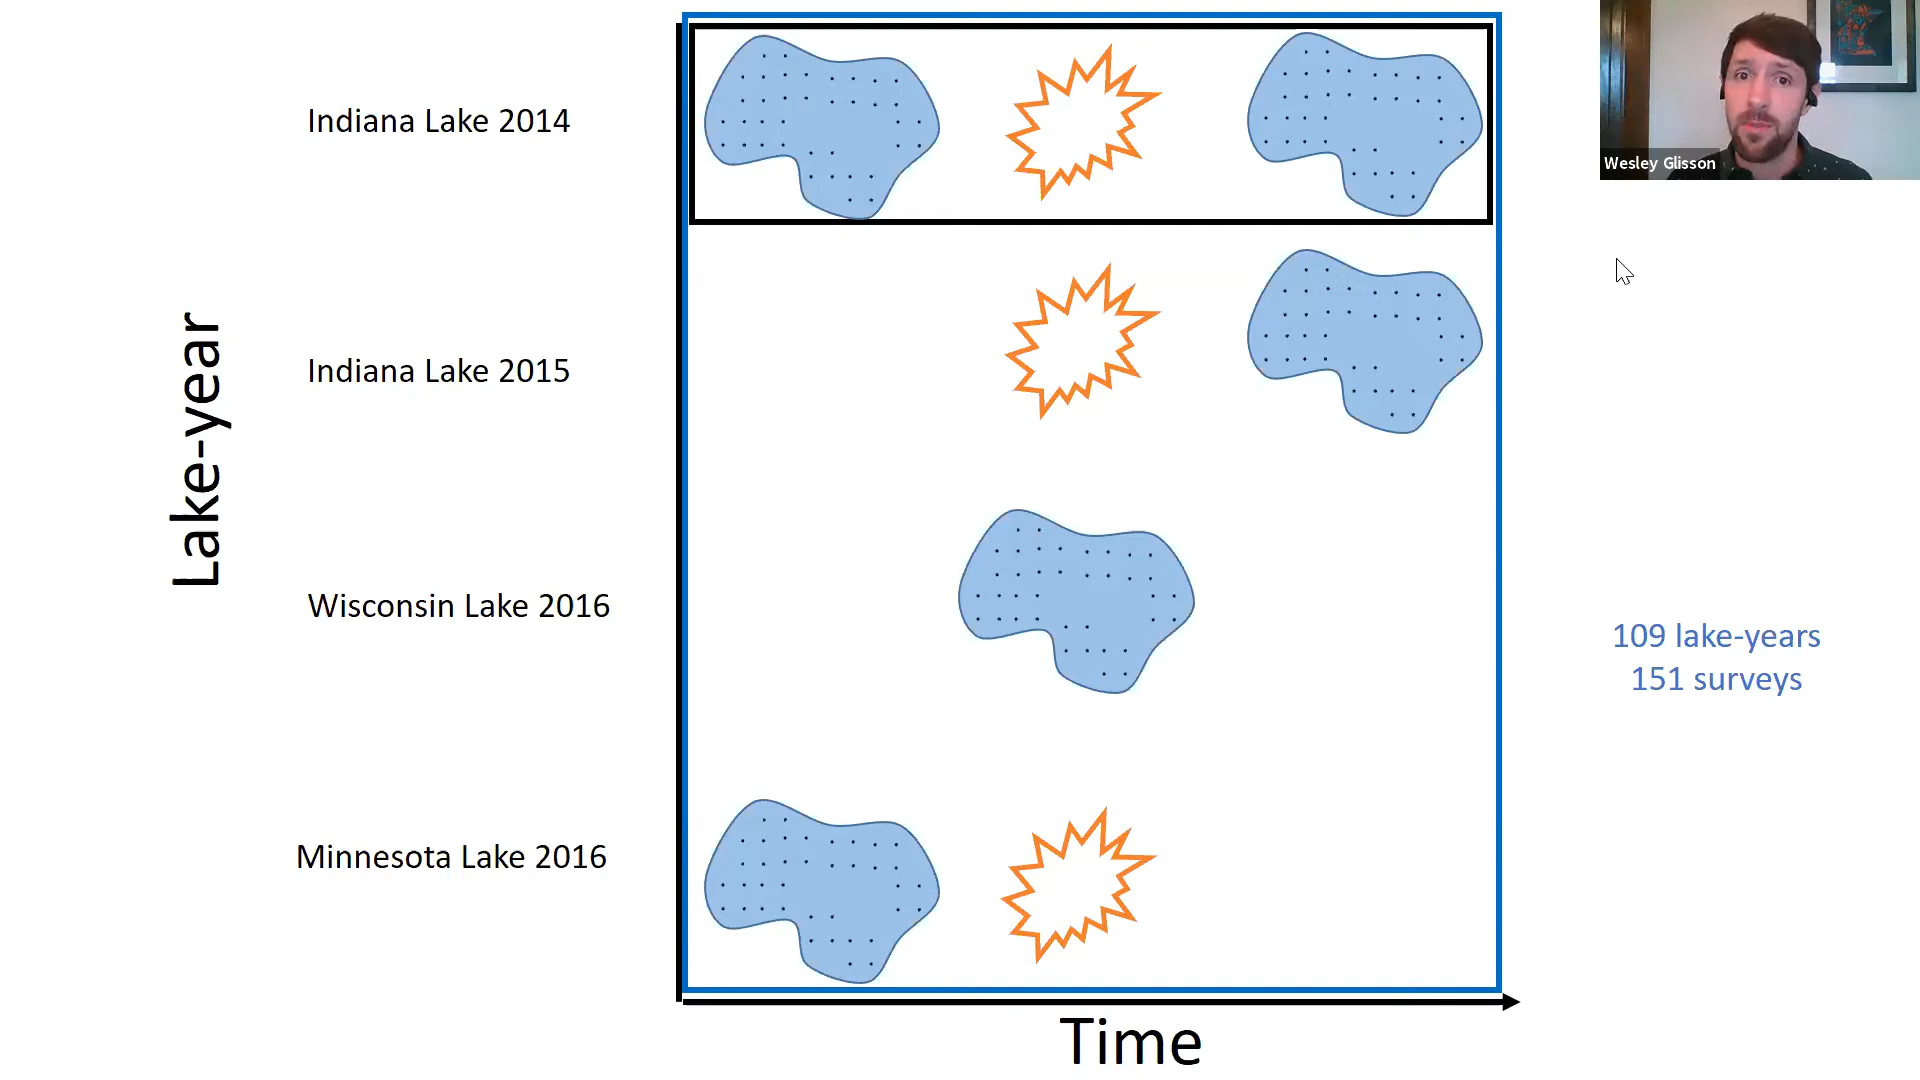 Indiana Lake 2014
Wesley Glisson
Indiana Lake 2015
Lake-year
Wisconsin Lake 2016
109 lake-years
151 surveys
Minnesota Lake 2016
Time